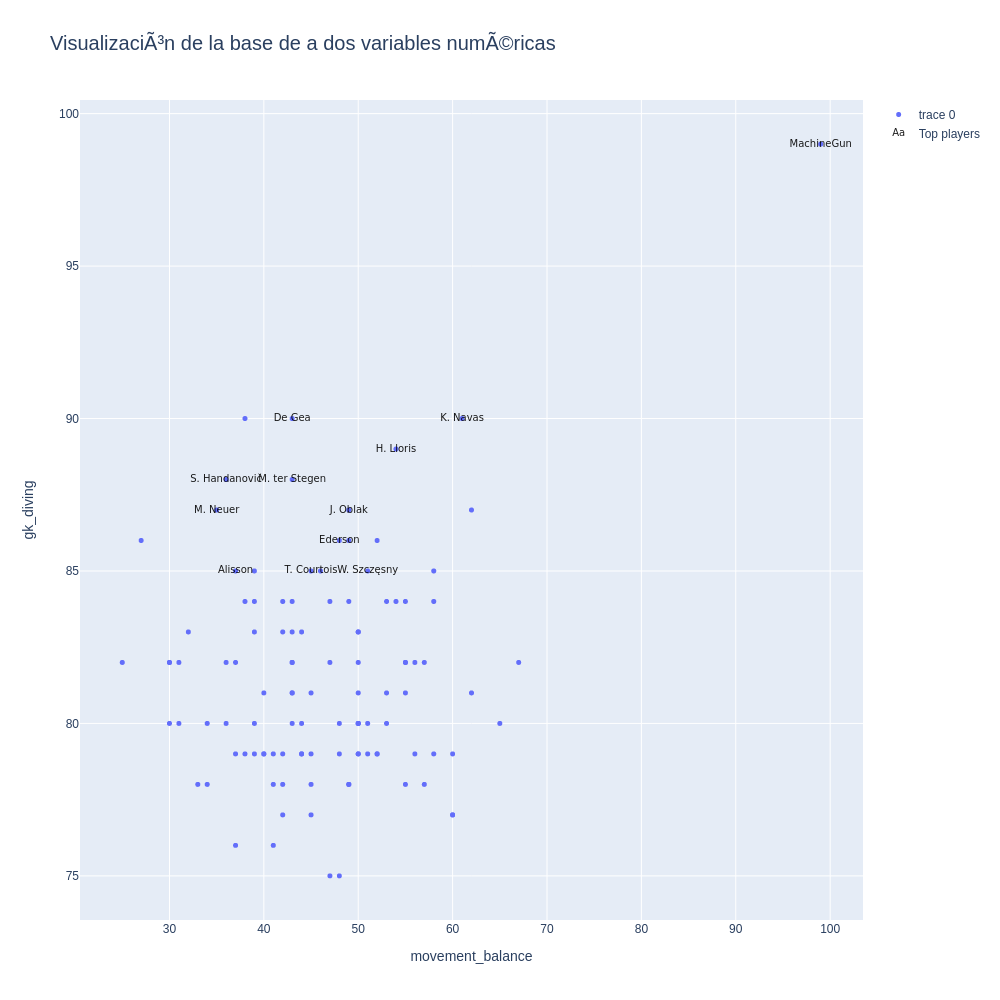 VisualizaciÃ³n de la base de a dos variables numÃ©ricas
trace 0
Top players
Aa
100
95
90
85
80
75
MachineGun
De Gea
K. Navas
H. Lloris
S. Handanovič
M. ter Stegen
M. Neuer
J. Oblak
Ederson
Alisson
T. Courtois
W. Szczęsny
gk_diving
30
40
50
60
70
80
90
100
movement_balance